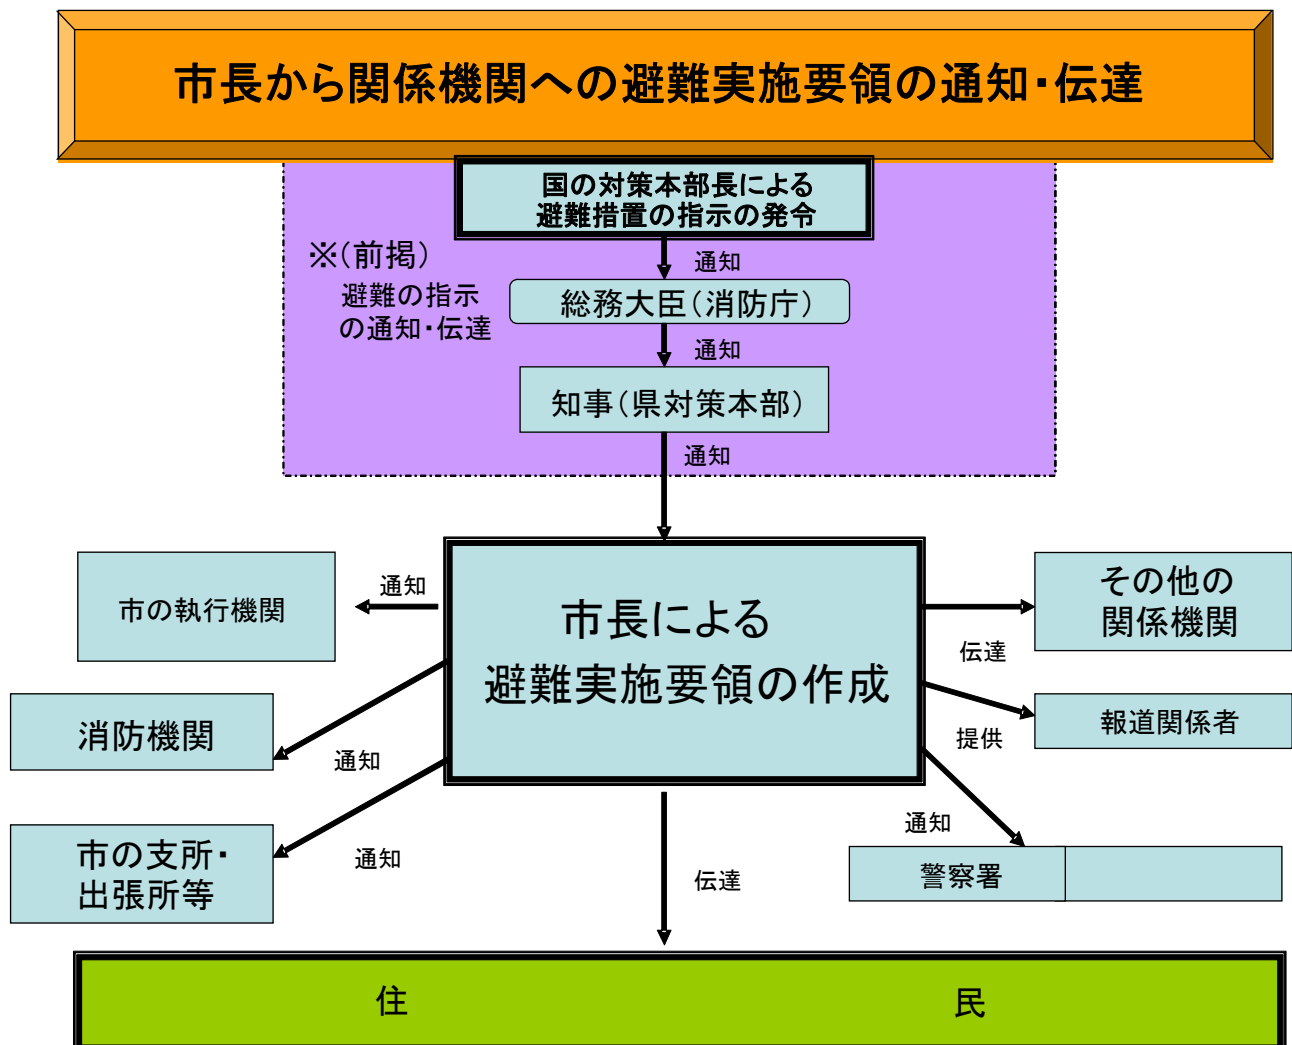 市長から関係機関への避難実施要領の通知・伝達
国の対策本部長による
避難措置の指示の発令
※(前掲)
避難の指示
の通知・伝達
通知
総務大臣(消防庁)
通知
知事(県対策本部)
通知
市の執行機関
通知
市長による
避難実施要領の作成
その他の
関係機関
伝達
消防機関
通知
報道関係者
提供
市の支所・
出張所等
通知
伝達
通知
警察署
住 民